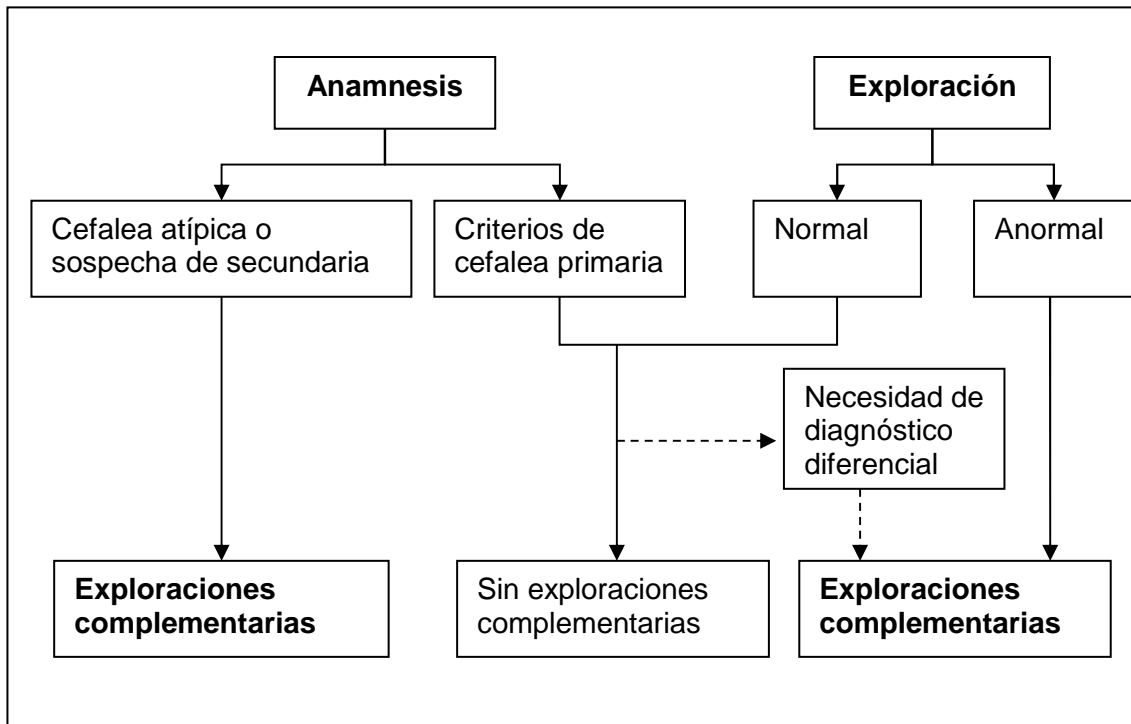 Anamnesis
Exploración
Cefalea atípica o
sospecha de secundaria
Criterios de
cefalea primaria
Normal
Anormal
Necesidad de
diagnóstico
diferencial
Exploraciones
complementarias
Sin exploraciones
complementarias
Exploraciones
complementarias